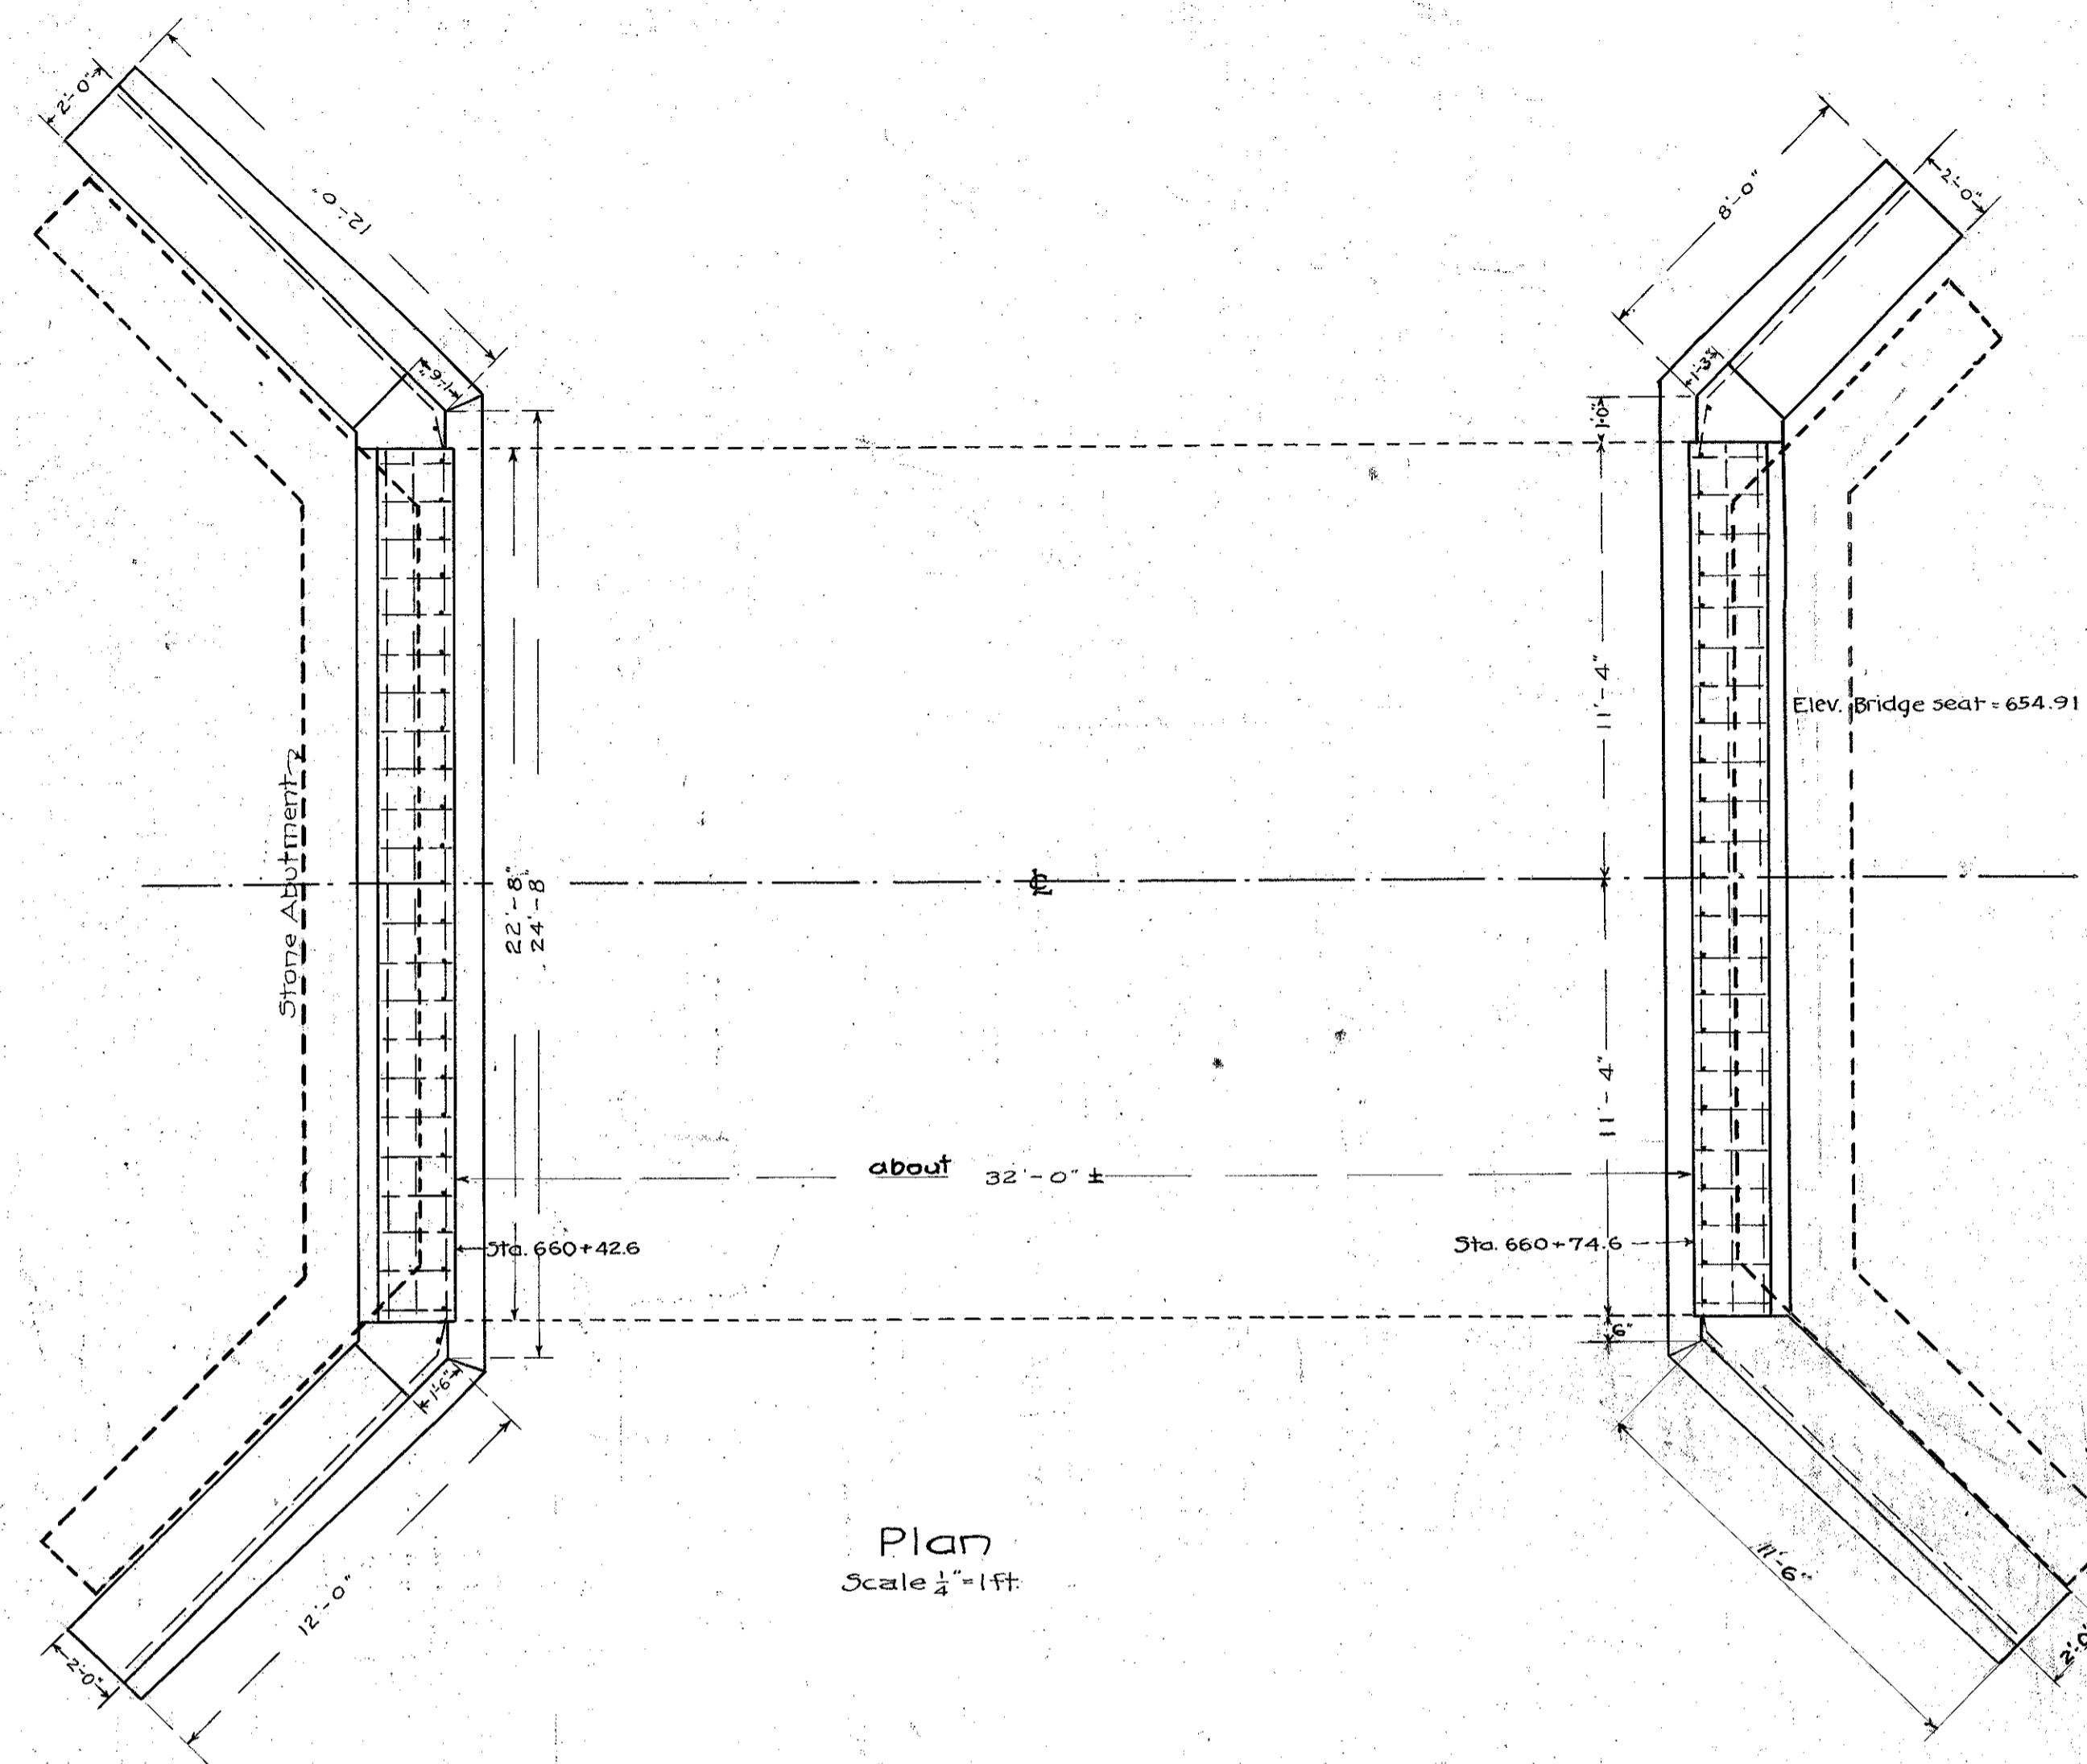 2'-0"
12'-0"
1'-6"
8'-0"
2'-0"
1'-3"
1'-0"
11'-4"
Elev. Bridge seat = 654.91
Stone Abutment
22'-8"
24'-8"
11'-4"
about 32'-0" ±
Sta. 660+42.6
Sta. 660+74.6
6"
1'-6"
12'-0"
2'-0"
11'-6"
2'-0"
Plan
Scale 1/4" = 1 ft.